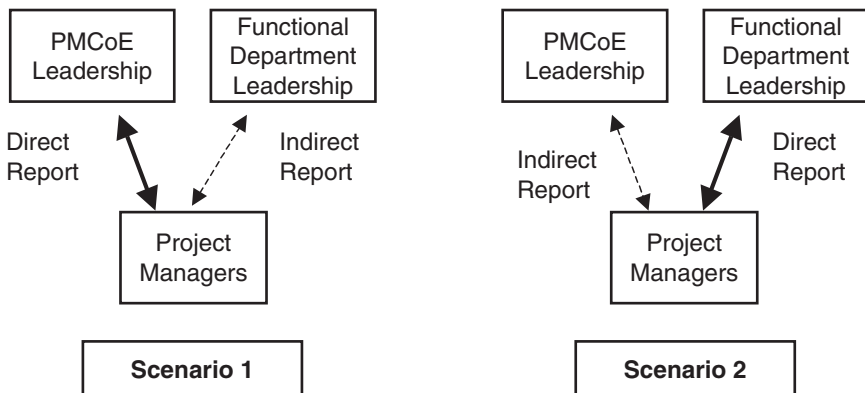 PMCoE
Leadership
Functional
Department
Leadership
Direct
Report
Indirect
Report
Project
Managers
Scenario 1
PMCoE
Leadership
Functional
Department
Leadership
Indirect
Report
Direct
Report
Project
Managers
Scenario 2